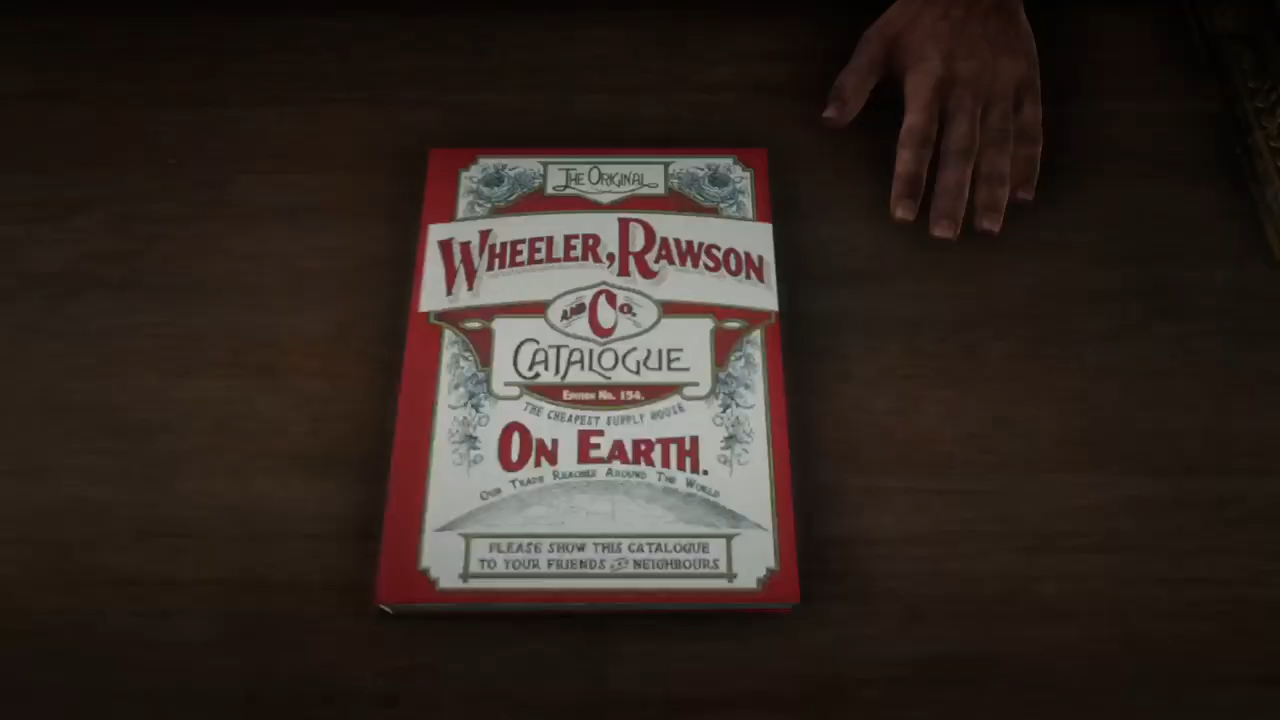 THE ORIGINAL
WHEELER, RAWSON
AND CO.
CATALOGUE
EDITION No. 154.
THE CHEAPEST SUPPLY HOUSE
ON EARTH.
OUR TRADE REACHES AROUND THE WORLD
PLEASE SHOW THIS CATALOGUE
TO YOUR FRIENDS AND NEIGHBOURS